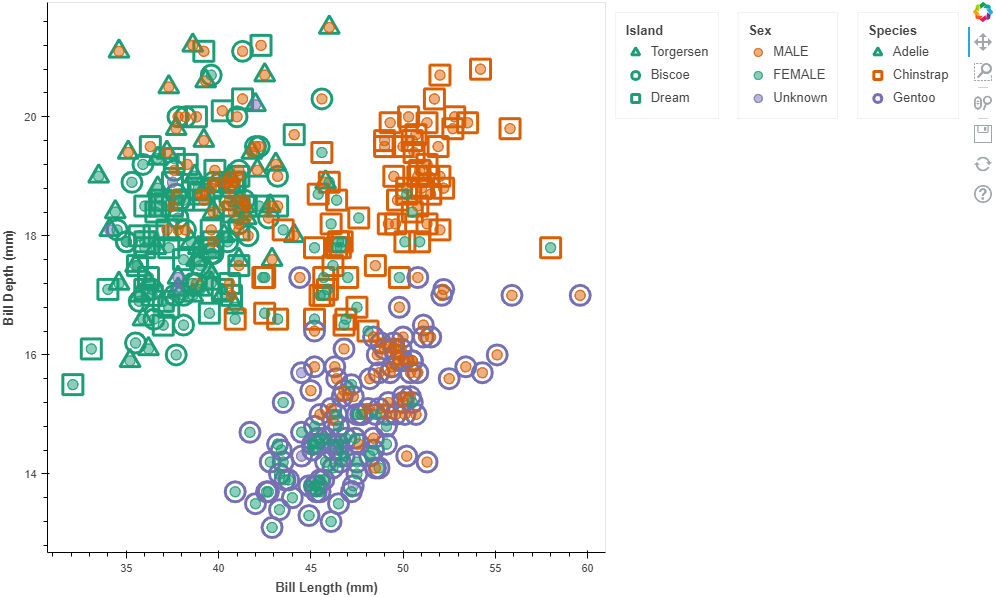 Island
Torgersen
Biscoe
Dream
Sex
MALE
FEMALE
Unknown
Species
Adelie
Chinstrap
Gentoo
Bill Depth (mm)
20
18
16
14
35 40 45 50 55 60
Bill Length (mm)